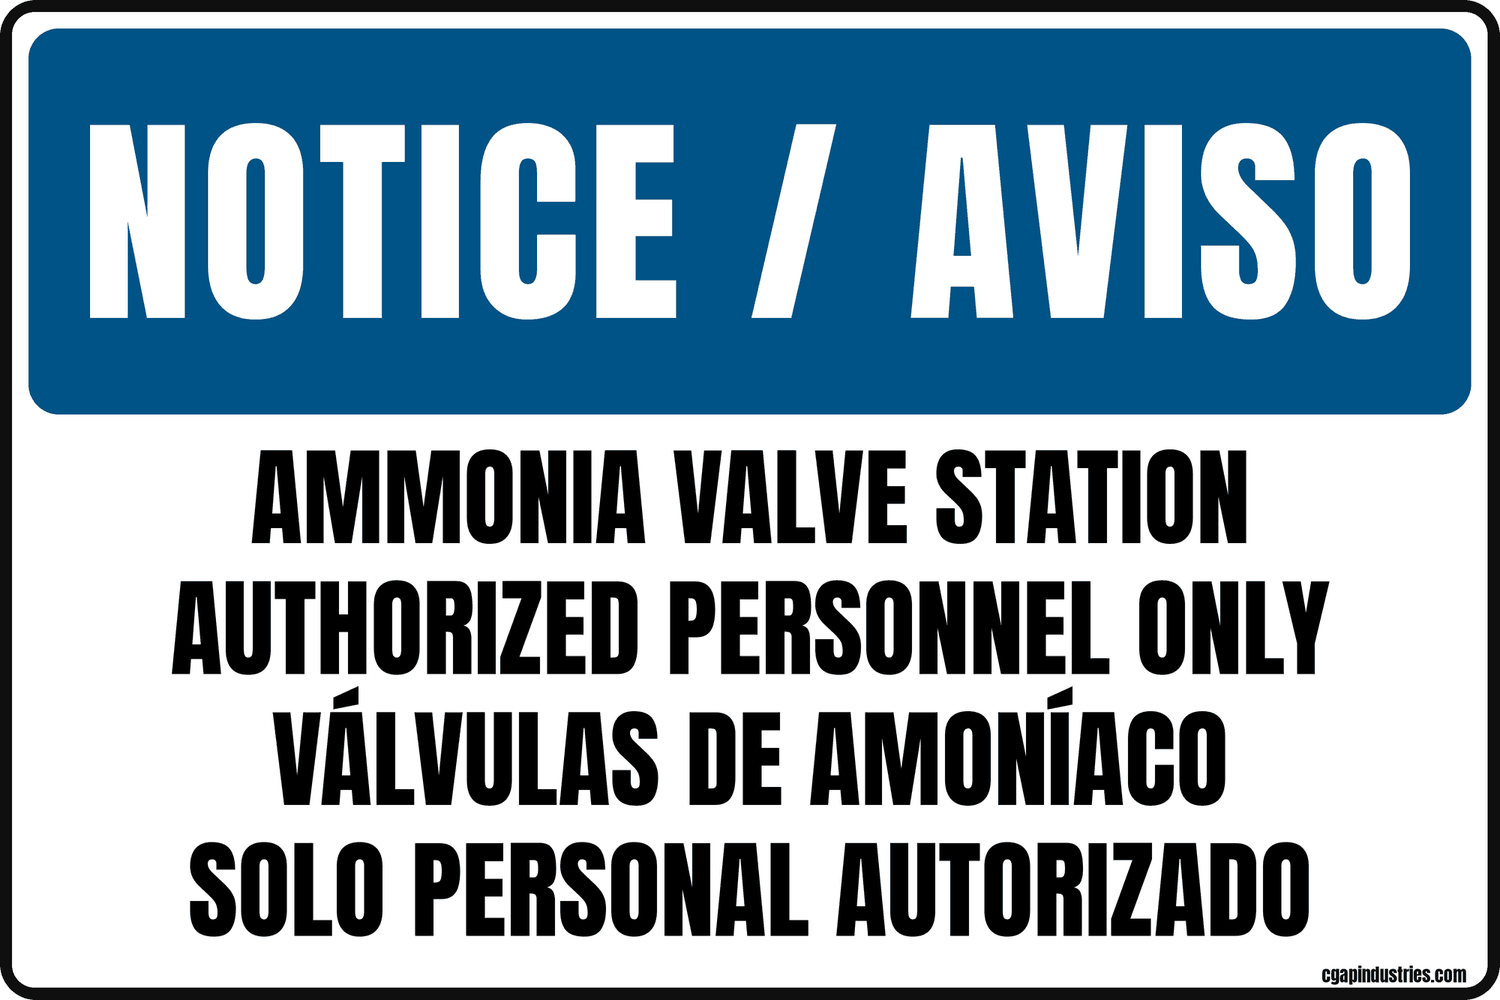 NOTICE / AVISO
AMMONIA VALVE STATION
AUTHORIZED PERSONNEL ONLY
VÁLVULAS DE AMONÍACO
SOLO PERSONAL AUTORIZADO
cgapindustries.com